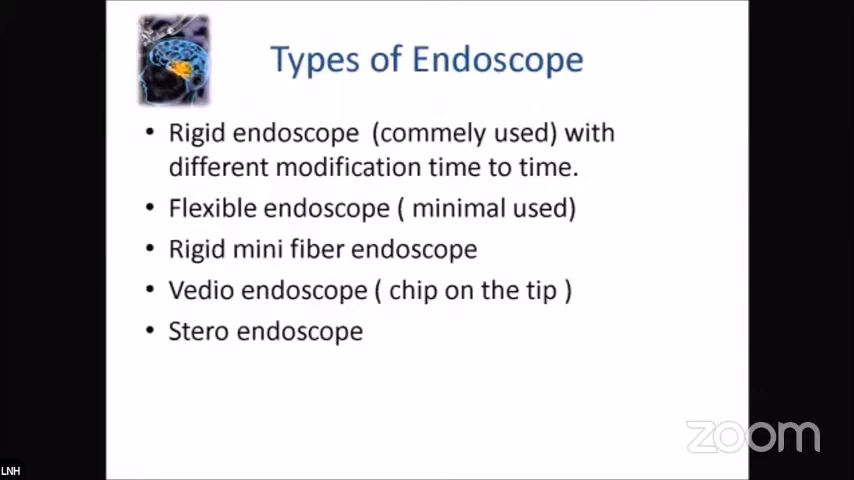 Types of Endoscope
• Rigid endoscope (commely used) with
different modification time to time.
• Flexible endoscope ( minimal used)
• Rigid mini fiber endoscope
• Vedio endoscope ( chip on the tip )
• Stero endoscope
zoom
LNH